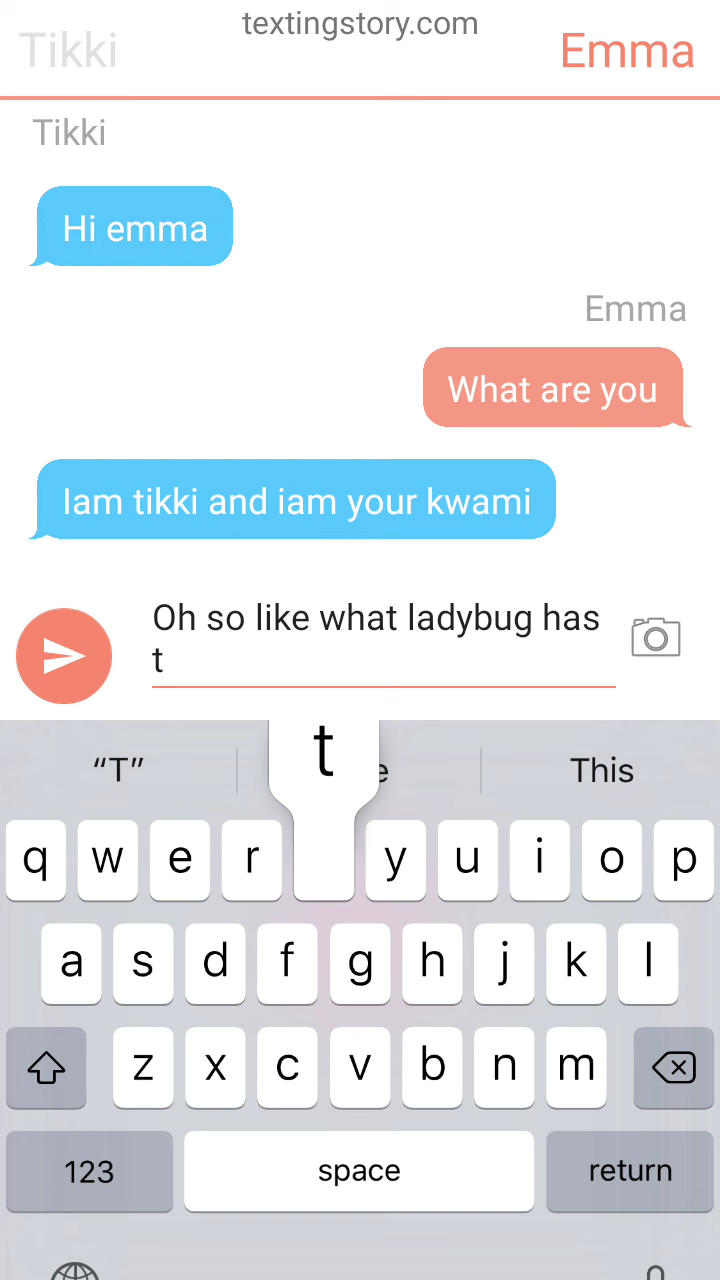 textingstory.com
Tikki Emma
Tikki
Hi emma
Emma
What are you
Iam tikki and iam your kwami
Oh so like what ladybug has
t
“T” t e This
q w e r y u i o p
a s d f g h j k l
z x c v b n m
123 space return